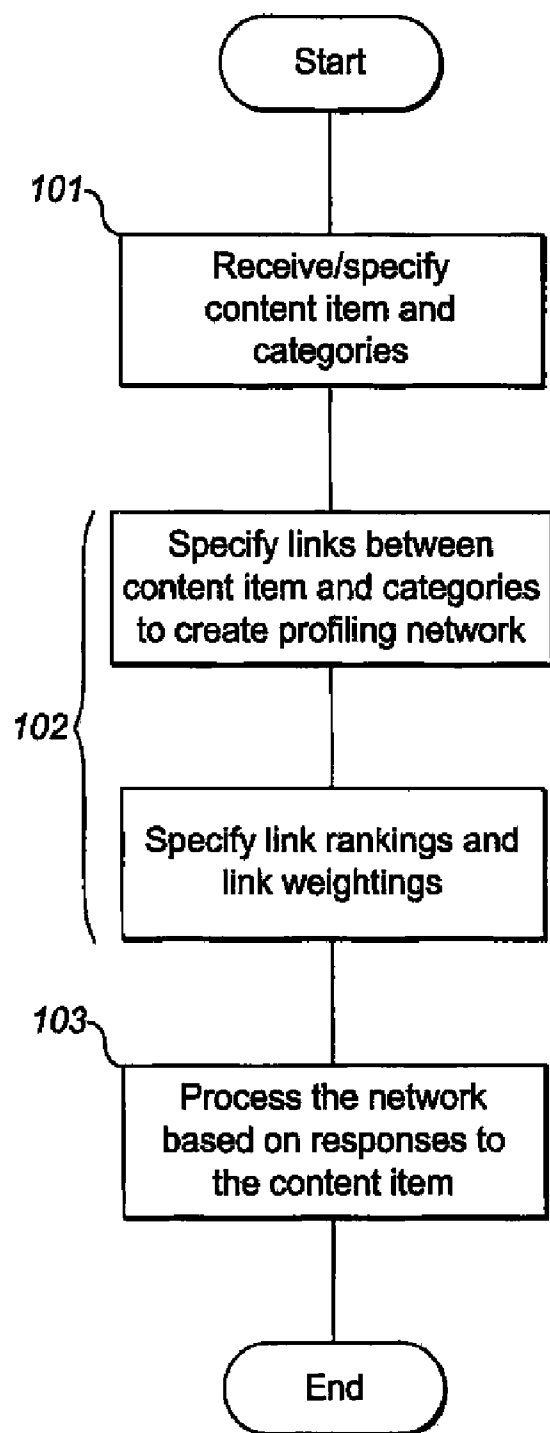 Start
101
Receive/specify
content item and
categories
Specify links between
content item and categories
to create profiling network
102
Specify link rankings and
link weightings
103
Process the network
based on responses to
the content item
End